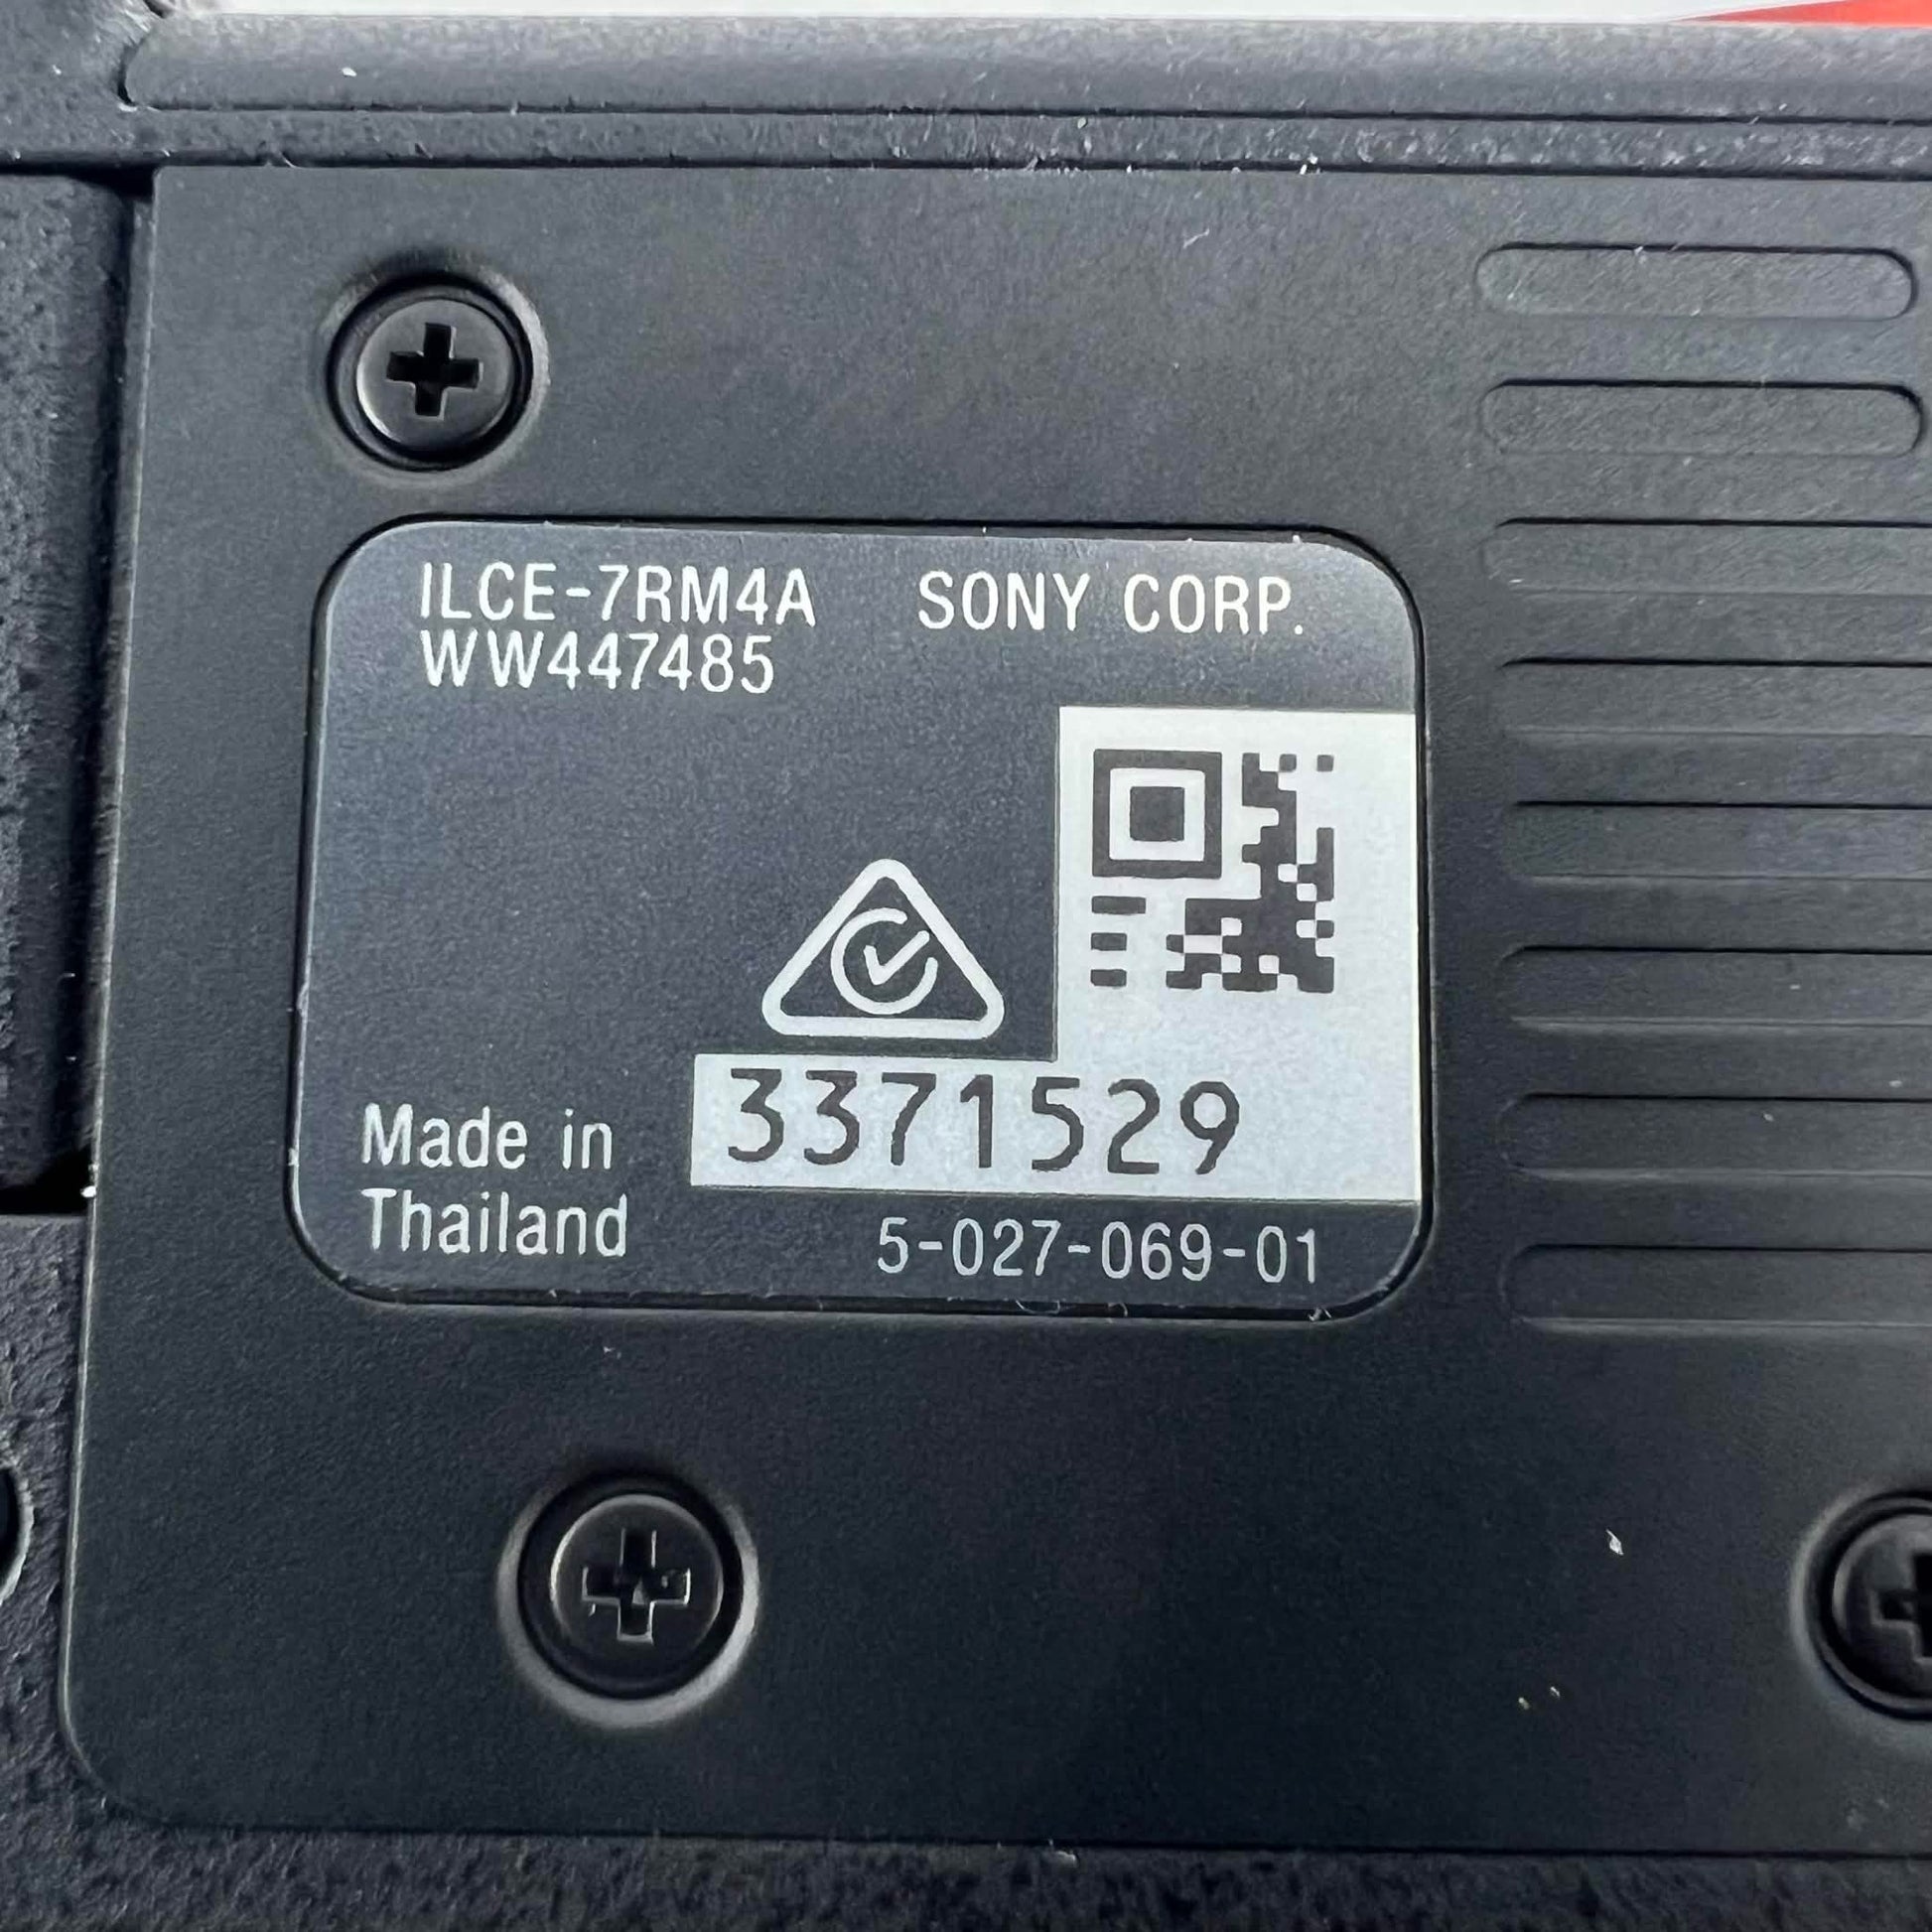 ILCE-7RM4A SONY CORP.
WW447485
3371529
Made in
Thailand
5-027-069-01